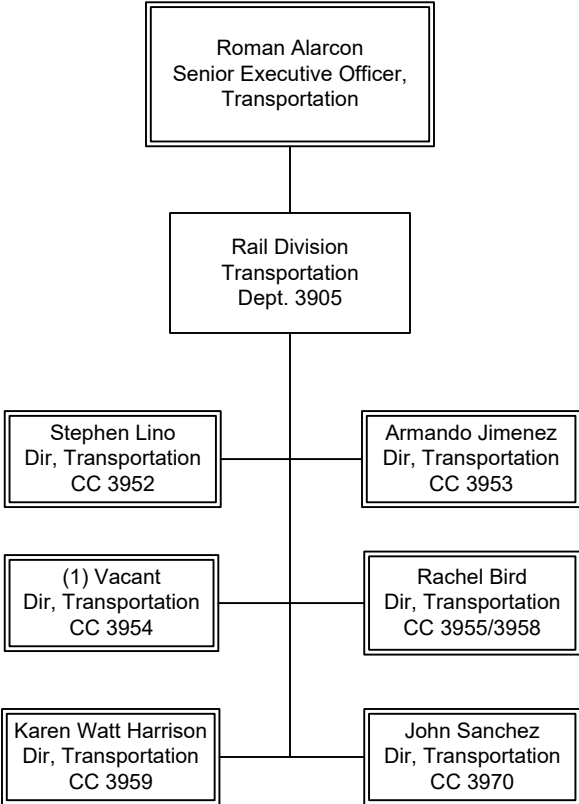 Roman Alarcon
Senior Executive Officer,
Transportation
Rail Division
Transportation
Dept. 3905
Stephen Lino
Dir, Transportation
CC 3952
Armando Jimenez
Dir, Transportation
CC 3953
(1) Vacant
Dir, Transportation
CC 3954
Rachel Bird
Dir, Transportation
CC 3955/3958
Karen Watt Harrison
Dir, Transportation
CC 3959
John Sanchez
Dir, Transportation
CC 3970